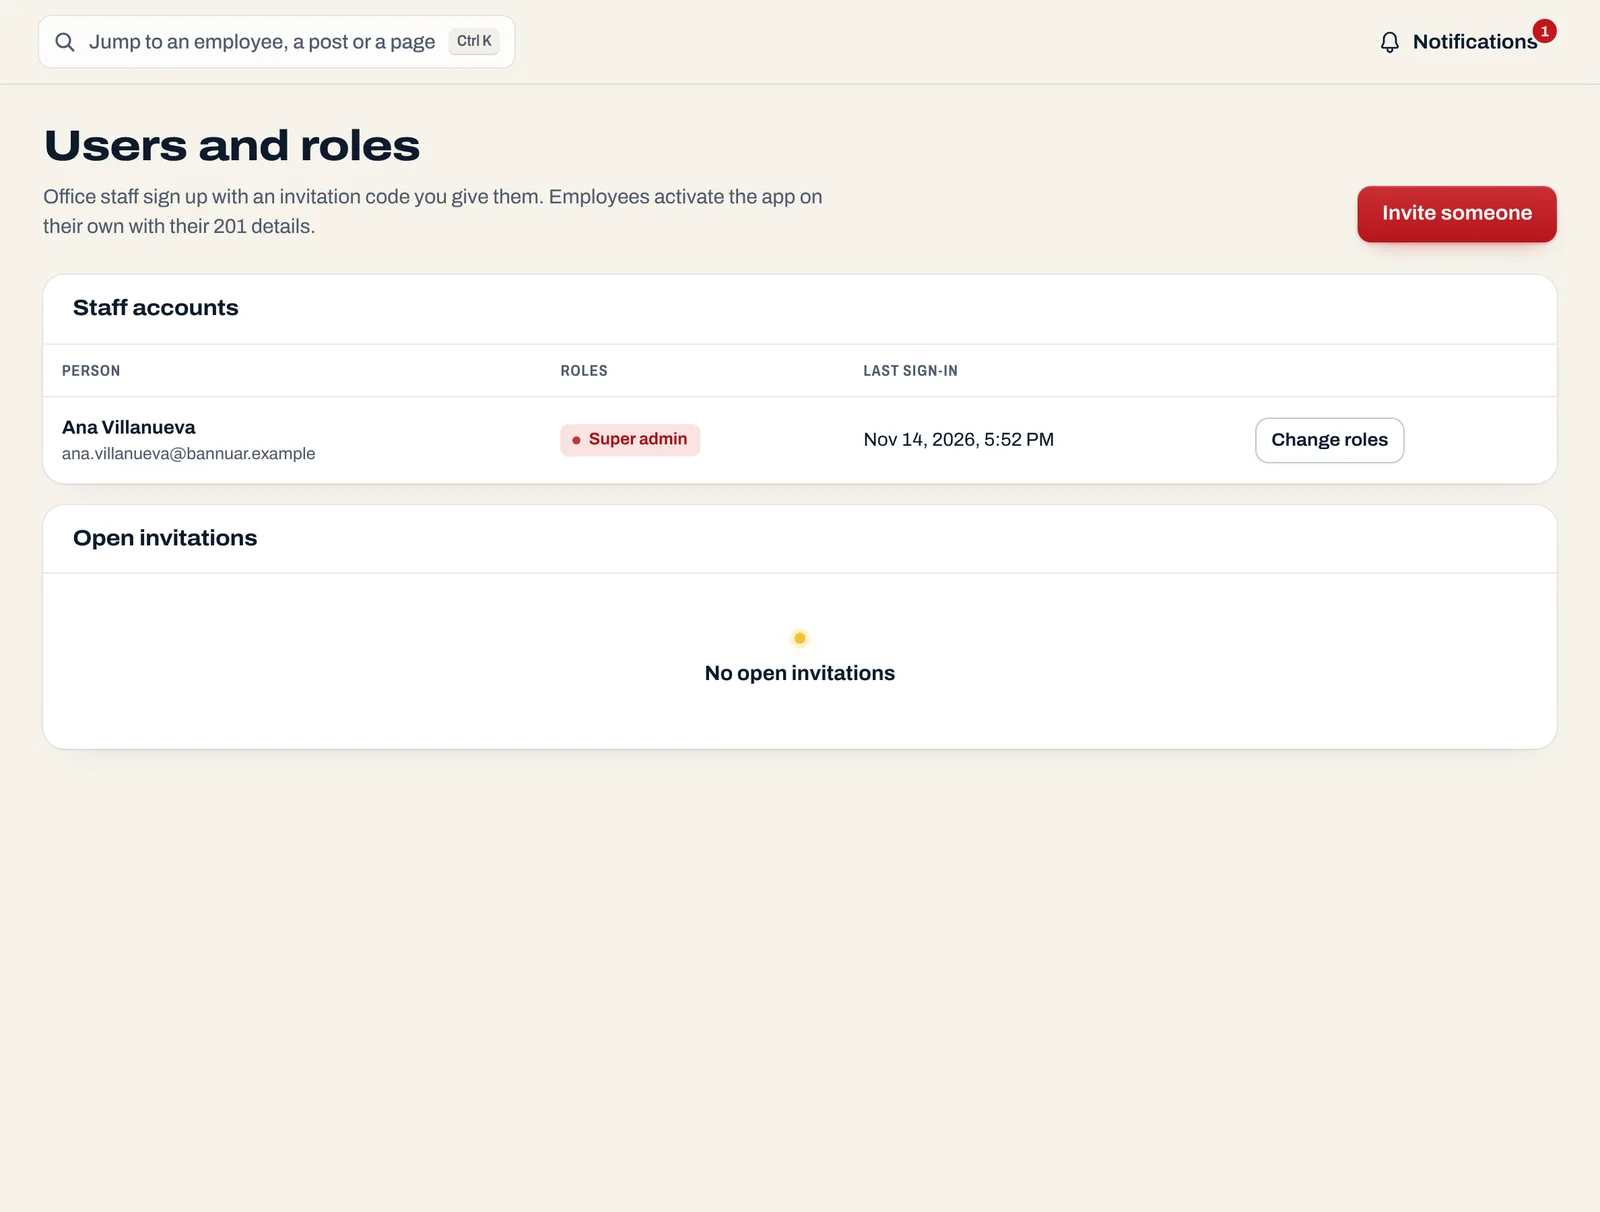 Jump to an employee, a post or a page Ctrl K
Notifications 1
Users and roles
Office staff sign up with an invitation code you give them. Employees activate the app on
their own with their 201 details.
Invite someone
Staff accounts
PERSON ROLES LAST SIGN-IN
Ana Villanueva
ana.villanueva@bannuar.example
Super admin
Nov 14, 2026, 5:52 PM
Change roles
Open invitations
No open invitations